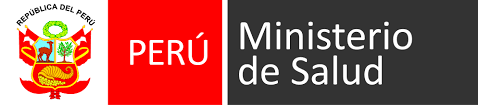 REPÚBLICA DEL PERÚ
PERÚ
Ministerio
de Salud